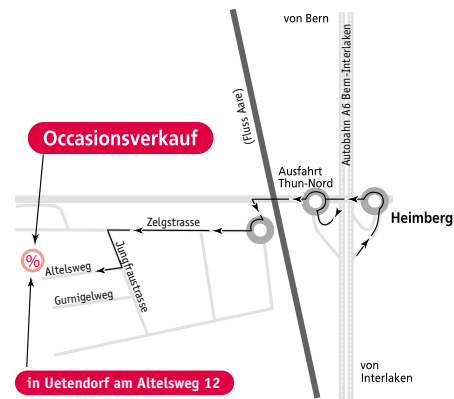 von Bern
Autobahn A6 Bern-Interlaken
(Fluss Aare)
Occasionsverkauf
Ausfahrt
Thun-Nord
Heimberg
Zelgstrasse
Jungfraustrasse
%
Altelsweg
Gurnigelweg
von
Interlaken
in Uetendorf am Altelsweg 12